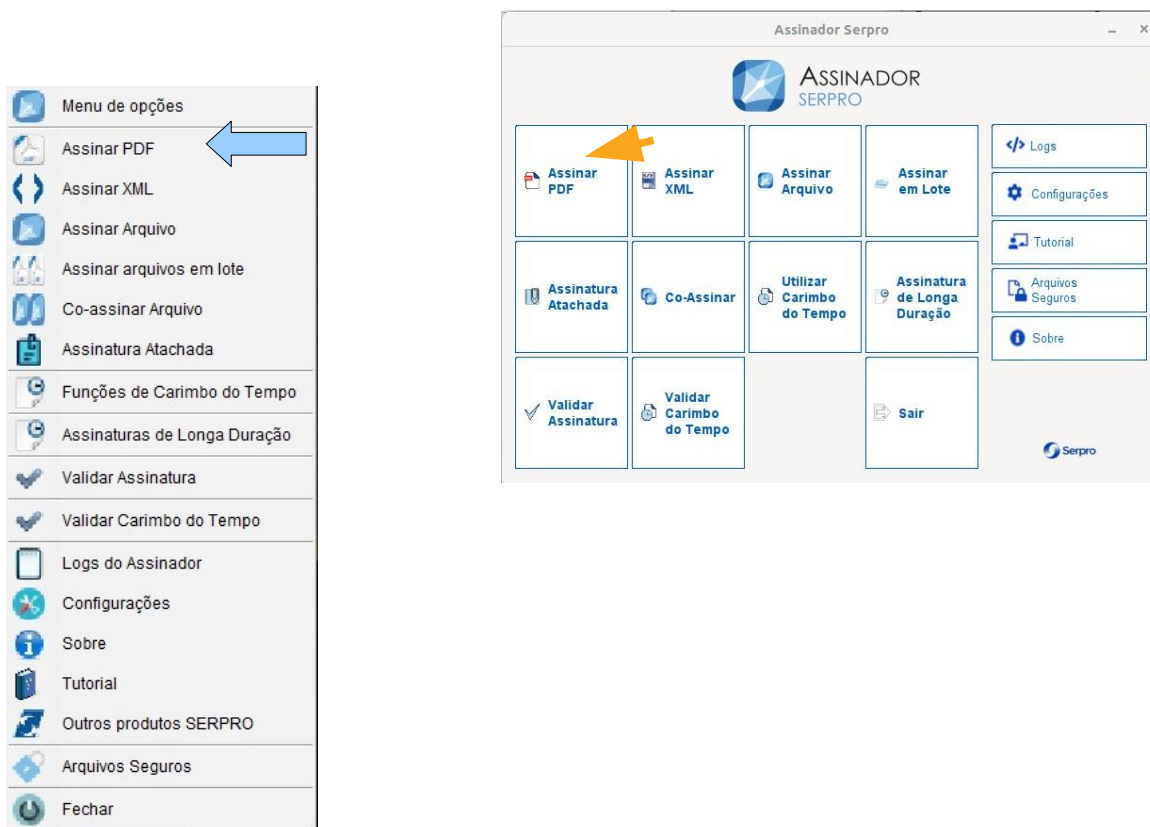 Menu de opções
Assinar PDF
Assinar XML
Assinar Arquivo
Assinar arquivos em lote
Co-assinar Arquivo
Assinatura Atachada
Funções de Carimbo do Tempo
Assinaturas de Longa Duração
Validar Assinatura
Validar Carimbo do Tempo
Logs do Assinador
Configurações
Sobre
Tutorial
Outros produtos SERPRO
Arquivos Seguros
Fechar
Assinador Serpro
ASSINADOR
SERPRO
Assinar
PDF
Assinar
XML
Assinar
Arquivo
Assinar
em Lote
Assinatura
Atachada
Co-Assinar
Utilizar
Carimbo
do Tempo
Assinatura
de Longa
Duração
Validar
Assinatura
Validar
Carimbo
do Tempo
Sair
Logs
Configurações
Tutorial
Arquivos
Seguros
Sobre
Serpro